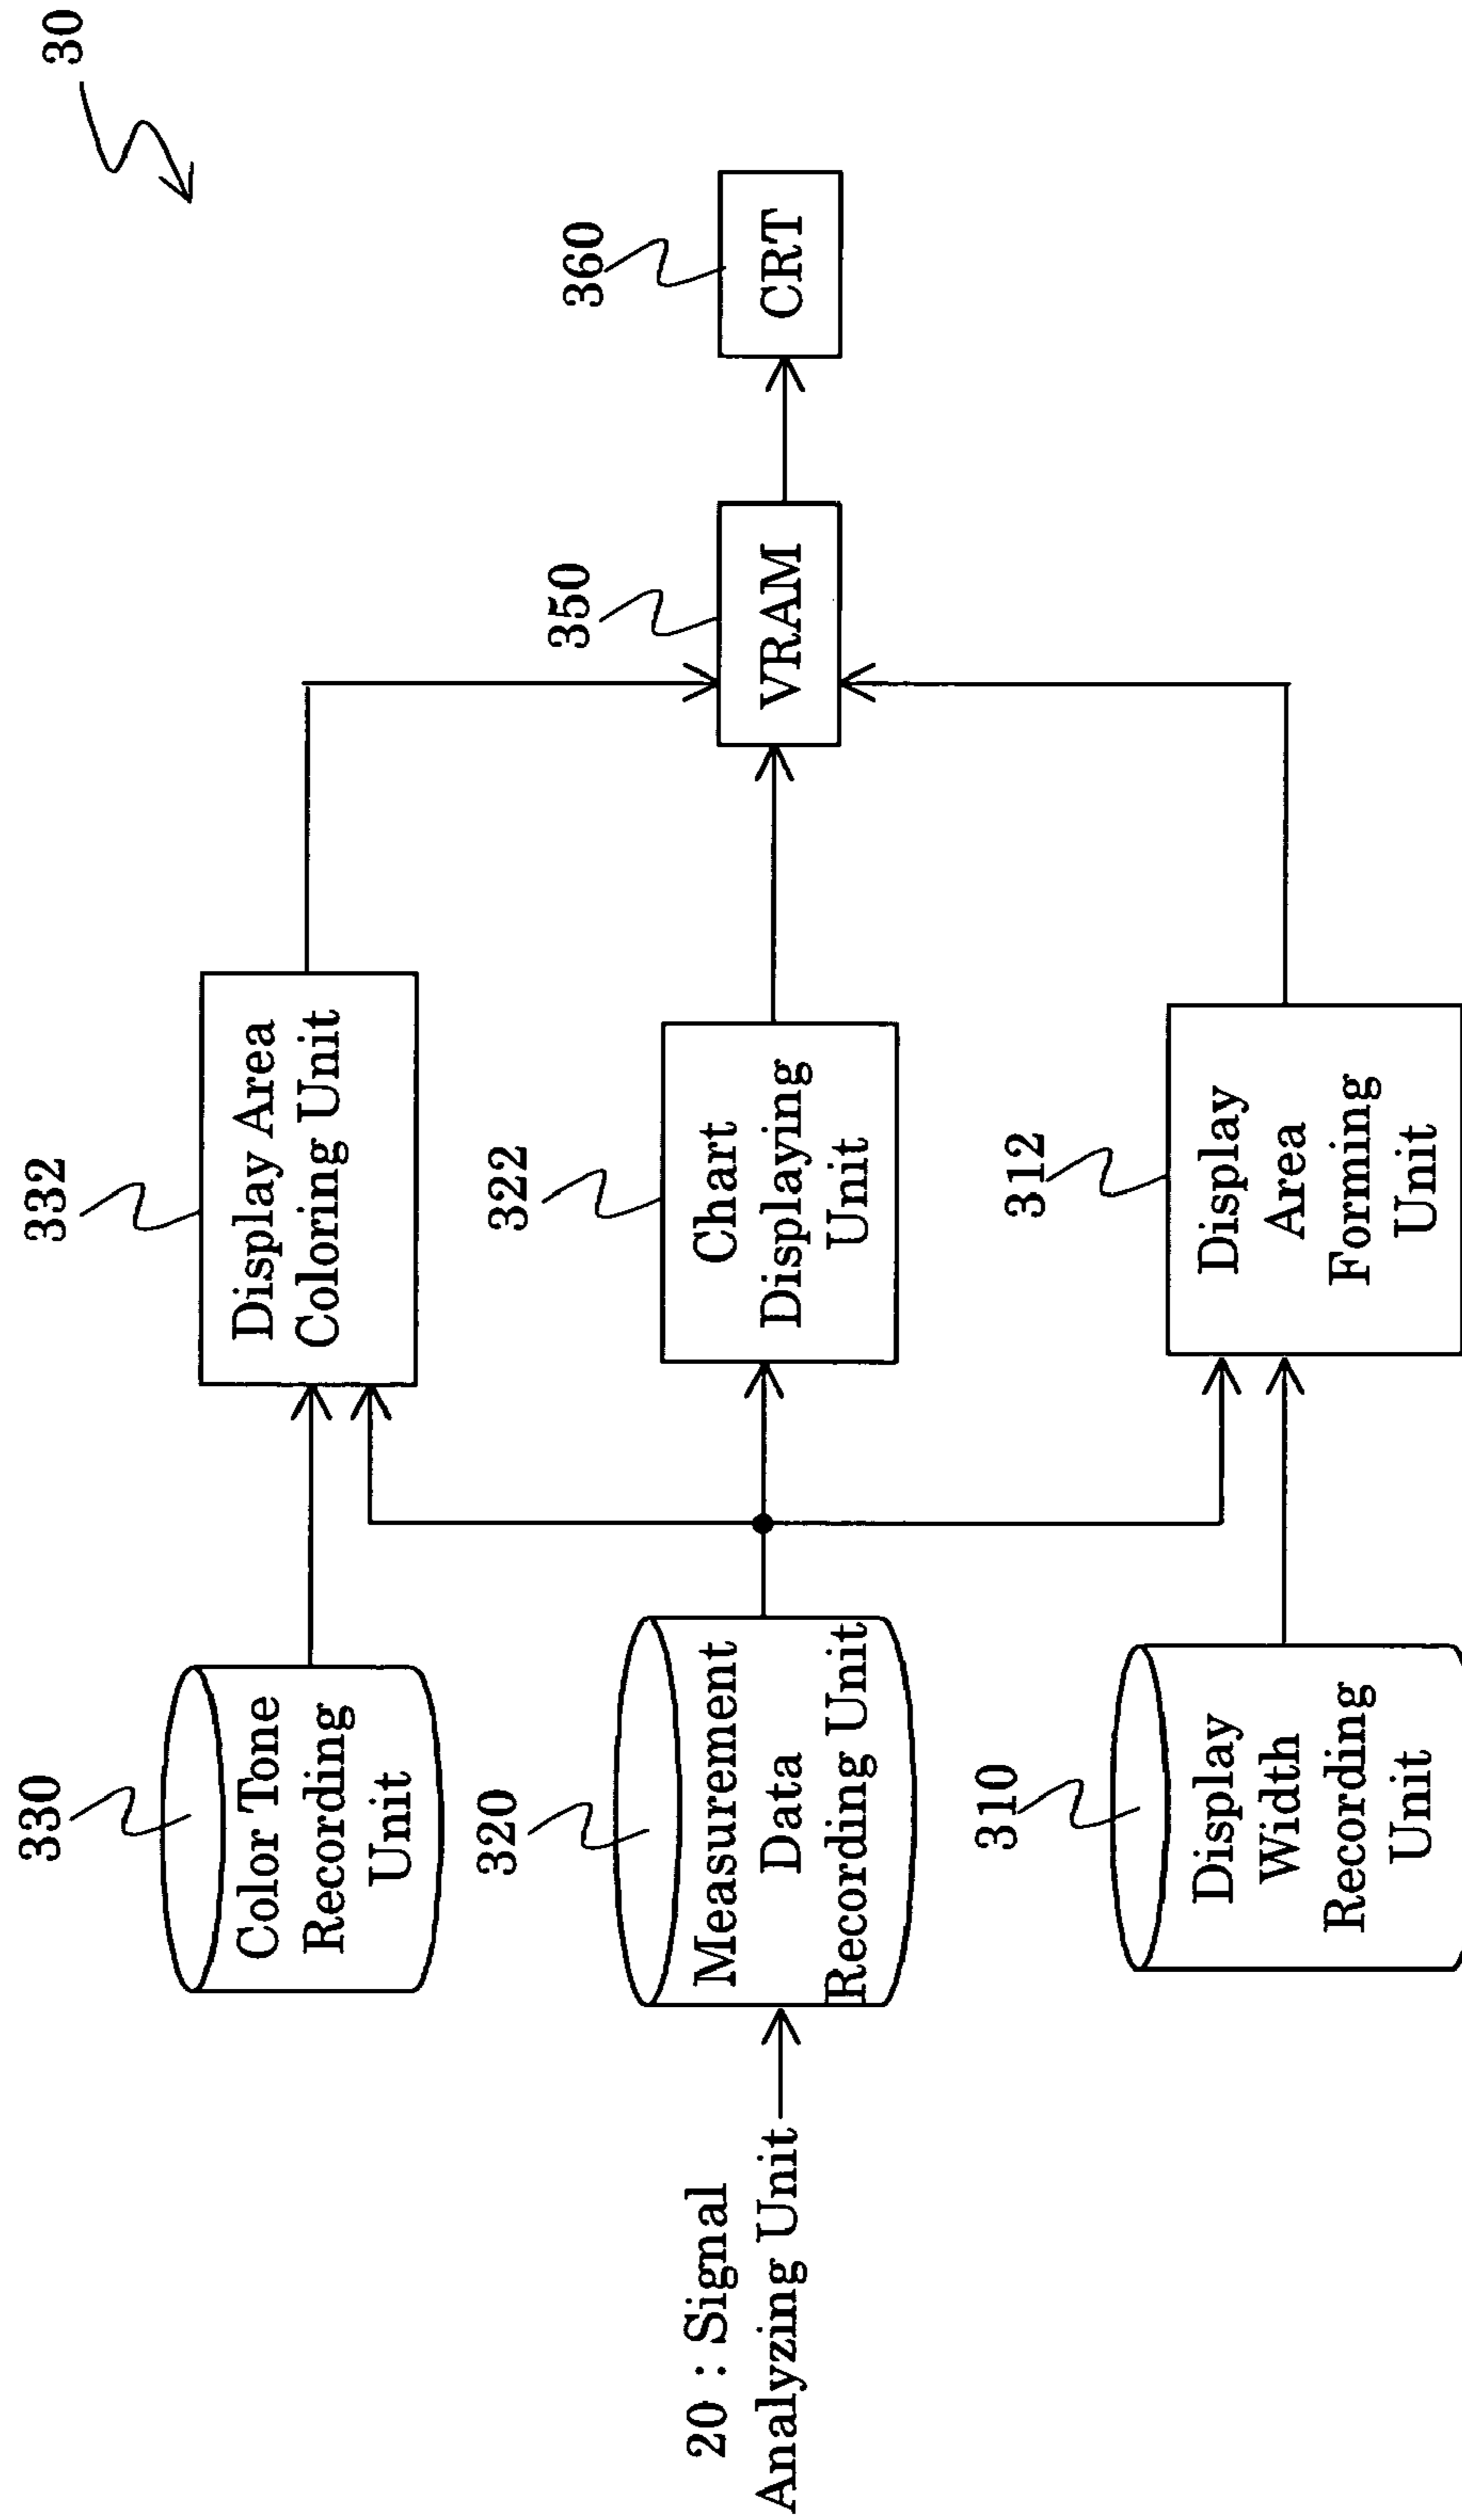 30
330
Color Tone
Recording
Unit
332
Display Area
Coloring Unit
20 : Signal
Analyzing Unit
320
Measurement
Data
Recording Unit
322
Chart
Displaying
Unit
350
VRAM
360
CRT
310
Display
Width
Recording
Unit
312
Display
Area
Forming
Unit